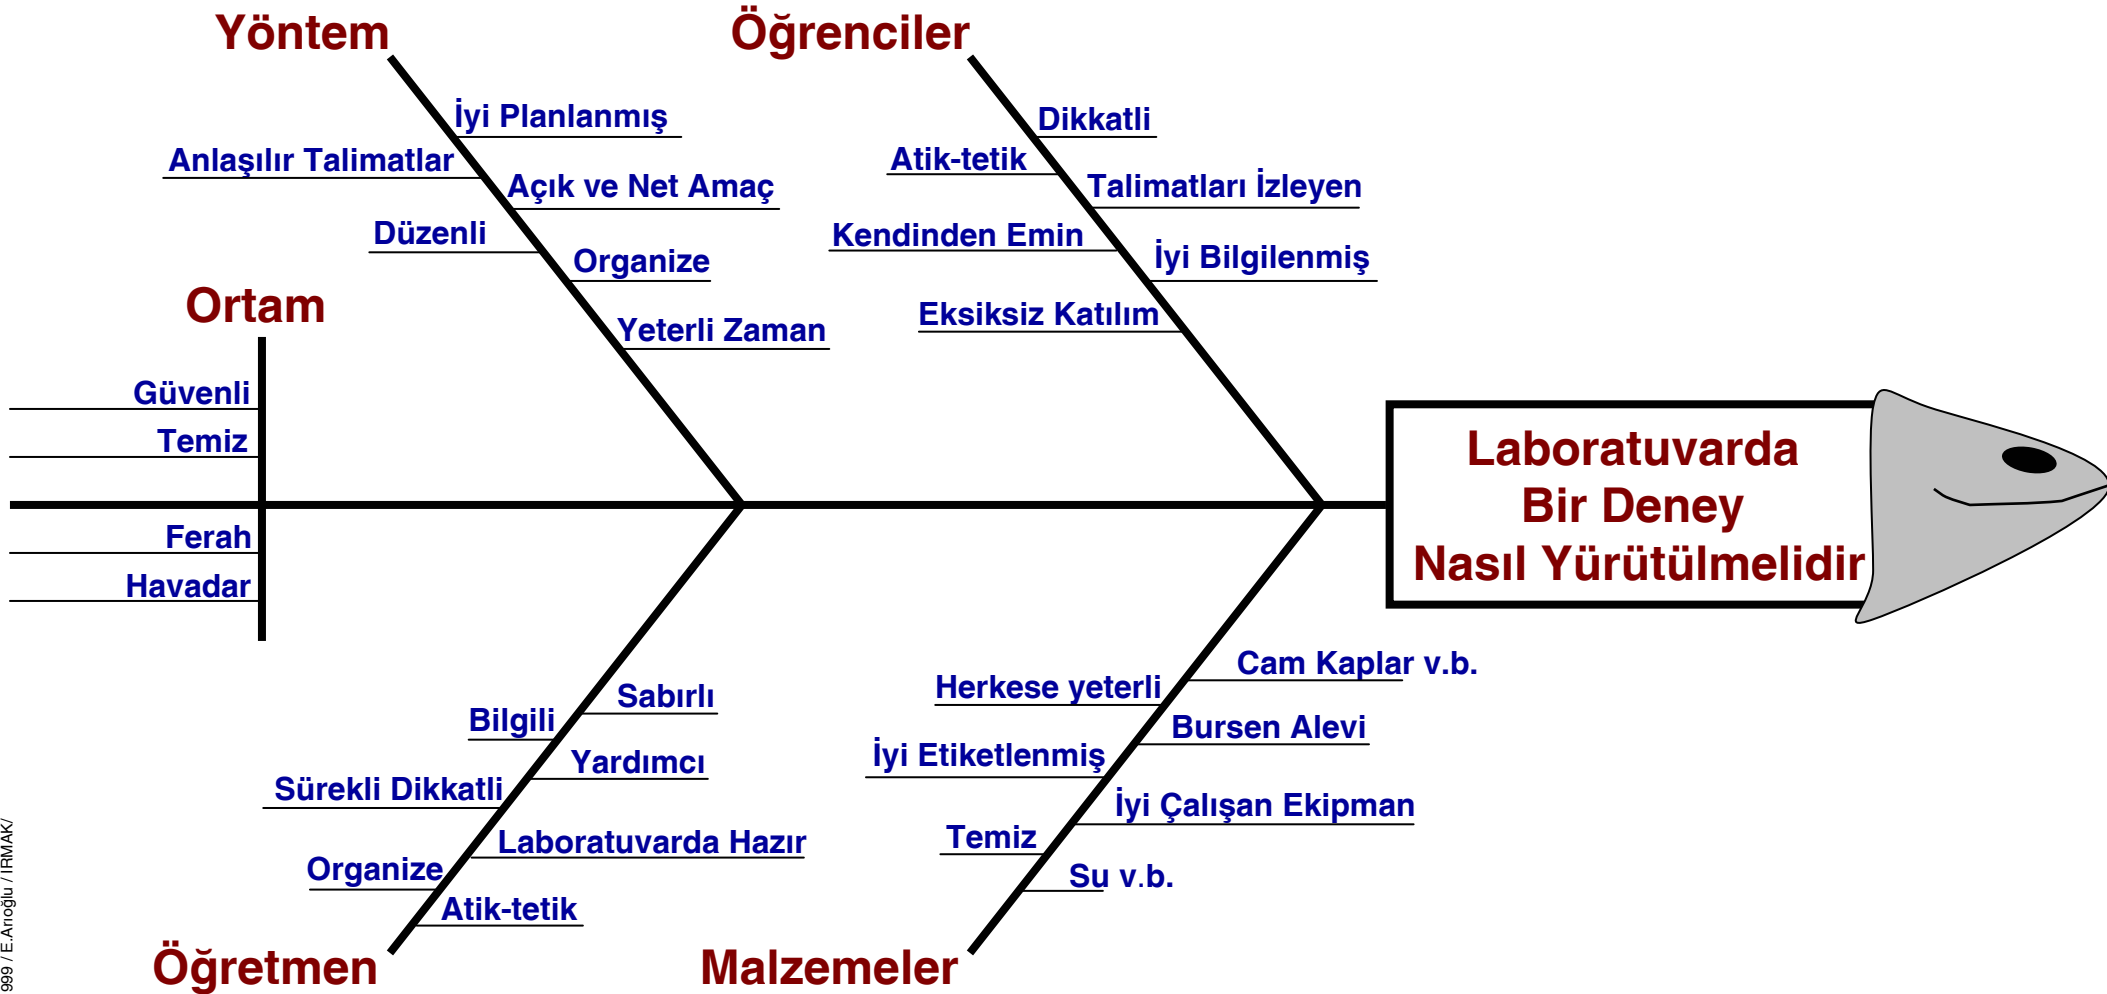 Yöntem
İyi Planlanmış
Anlaşılır Talimatlar
Açık ve Net Amaç
Düzenli
Organize
Yeterli Zaman
Öğrenciler
Dikkatli
Atik-tetik
Talimatları İzleyen
Kendinden Emin
İyi Bilgilenmiş
Eksiksiz Katılım
Ortam
Güvenli
Temiz
Ferah
Havadar
Laboratuvarda
Bir Deney
Nasıl Yürütülmelidir
Sabırlı
Bilgili
Yardımcı
Sürekli Dikkatli
Laboratuvarda Hazır
Organize
Atik-tetik
Öğretmen
Cam Kaplar v.b.
Herkese yeterli
Bursen Alevi
İyi Etiketlenmiş
İyi Çalışan Ekipman
Temiz
Su v.b.
Malzemeler
999 / E.Arıoğlu / IRMAK/